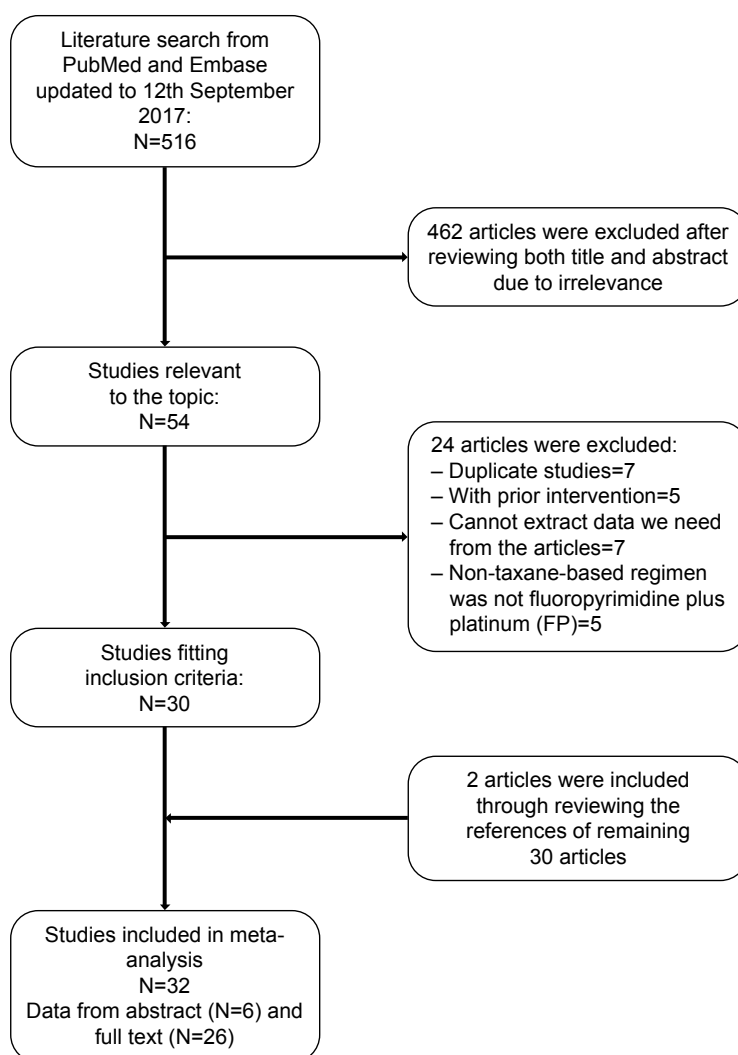 Literature search from
PubMed and Embase
updated to 12th September
2017:
N=516
462 articles were excluded after
reviewing both title and abstract
due to irrelevance
Studies relevant
to the topic:
N=54
24 articles were excluded:
– Duplicate studies=7
– With prior intervention=5
– Cannot extract data we need
from the articles=7
– Non-taxane-based regimen
was not fluoropyrimidine plus
platinum (FP)=5
Studies fitting
inclusion criteria:
N=30
2 articles were included
through reviewing the
references of remaining
30 articles
Studies included in meta-
analysis
N=32
Data from abstract (N=6) and
full text (N=26)